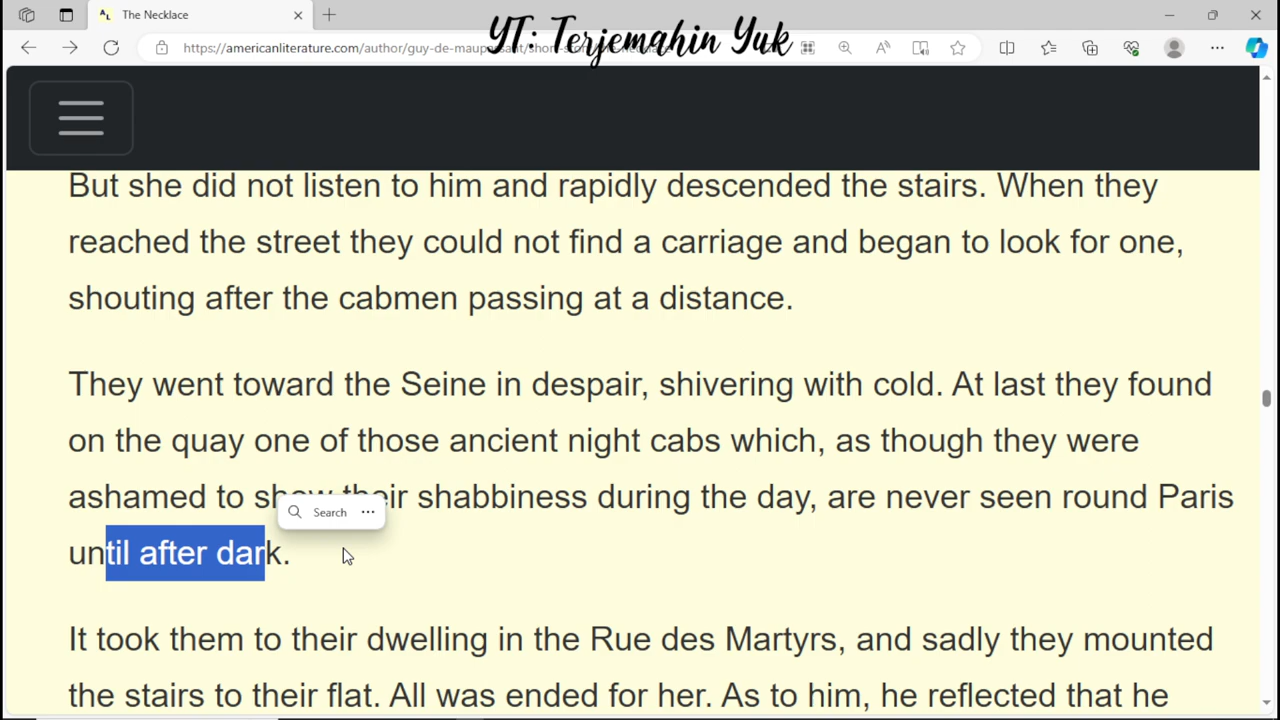 The Necklace
YT: Terjemahin Yuk
https://americanliterature.com/author/guy-de-maupassant/short-story/the-necklace
But she did not listen to him and rapidly descended the stairs. When they
reached the street they could not find a carriage and began to look for one,
shouting after the cabmen passing at a distance.
They went toward the Seine in despair, shivering with cold. At last they found
on the quay one of those ancient night cabs which, as though they were
ashamed to show their shabbiness during the day, are never seen round Paris
Search
until after dark.
It took them to their dwelling in the Rue des Martyrs, and sadly they mounted
the stairs to their flat. All was ended for her. As to him, he reflected that he